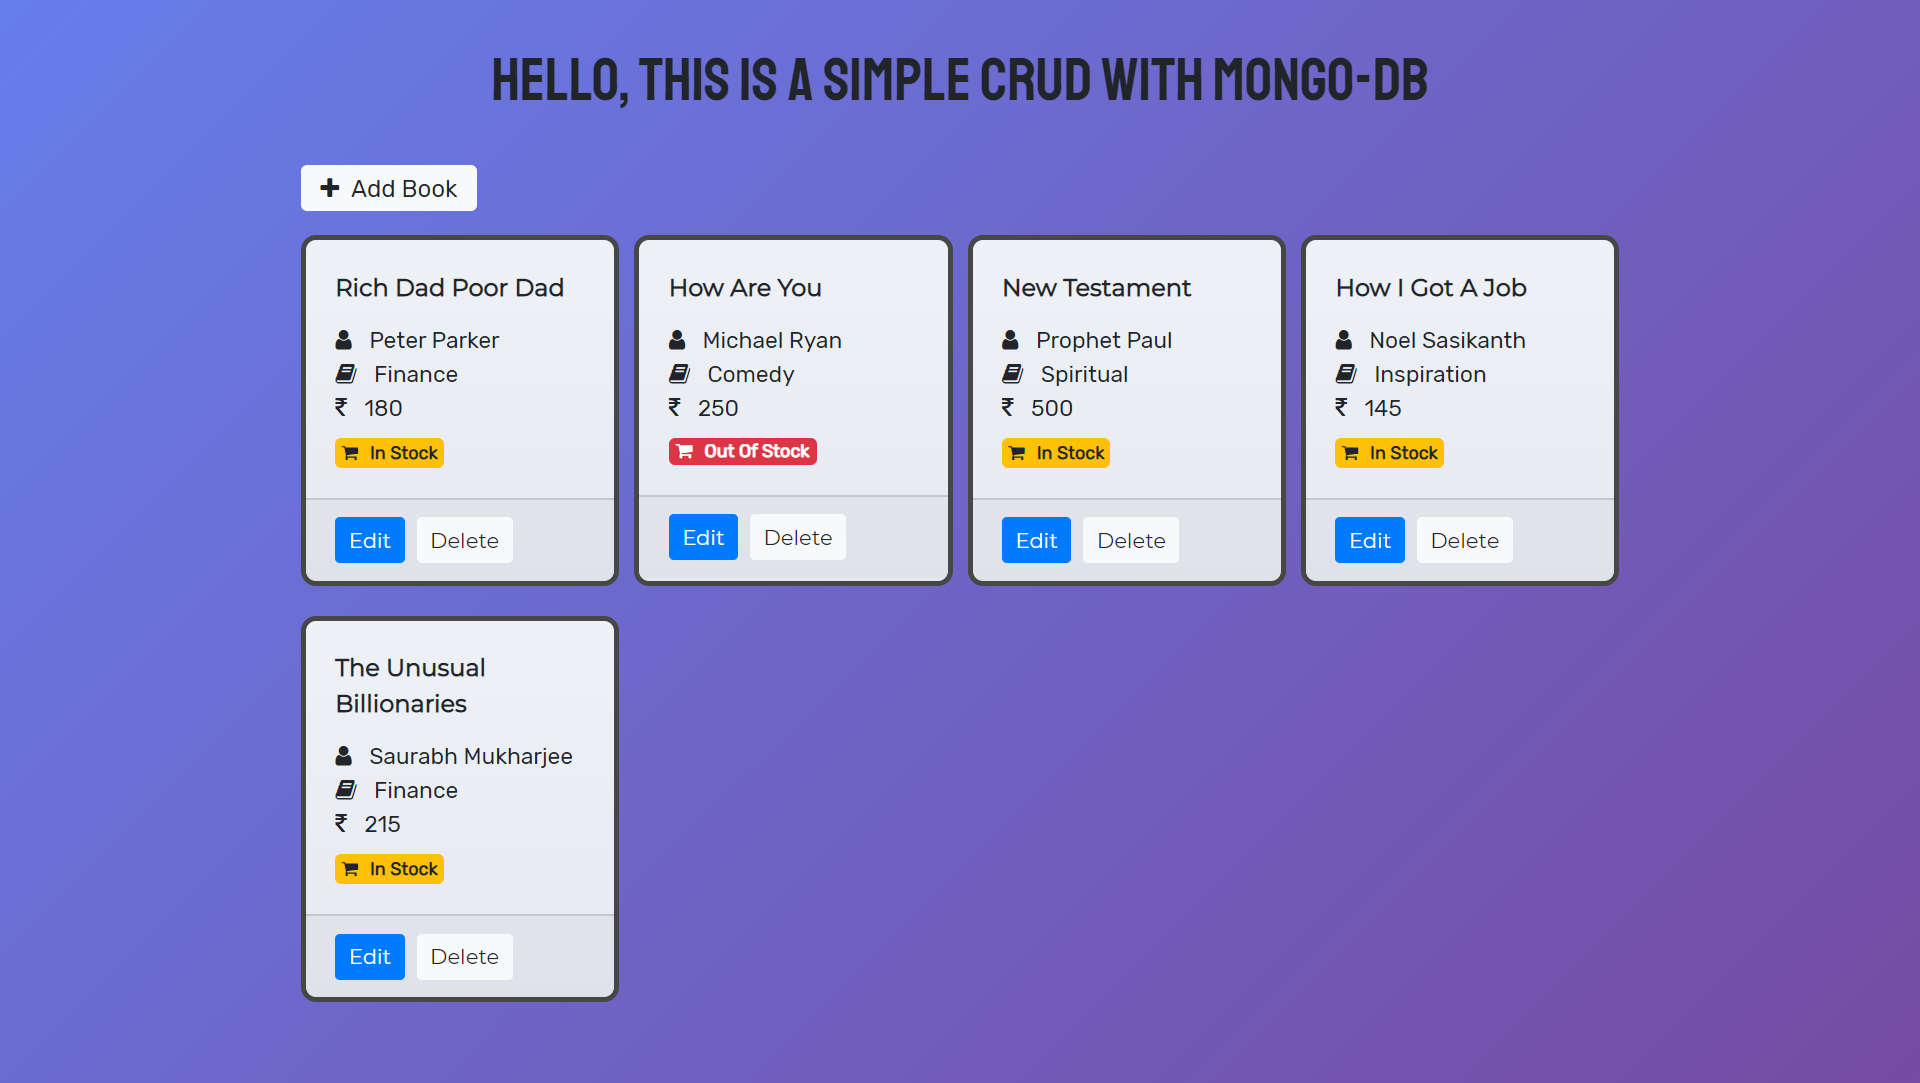 HELLO, THIS IS A SIMPLE CRUD WITH MONGO-DB
Add Book
Rich Dad Poor Dad
Peter Parker
Finance
₹ 180
In Stock
Edit Delete
How Are You
Michael Ryan
Comedy
₹ 250
Out Of Stock
Edit Delete
New Testament
Prophet Paul
Spiritual
₹ 500
In Stock
Edit Delete
How I Got A Job
Noel Sasikanth
Inspiration
₹ 145
In Stock
Edit Delete
The Unusual
Billionaries
Saurabh Mukharjee
Finance
₹ 215
In Stock
Edit Delete